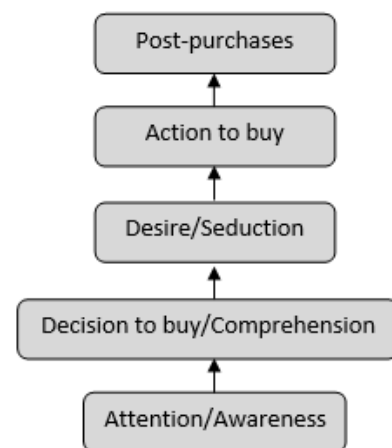 Post-purchases
Action to buy
Desire/Seduction
Decision to buy/Comprehension
Attention/Awareness